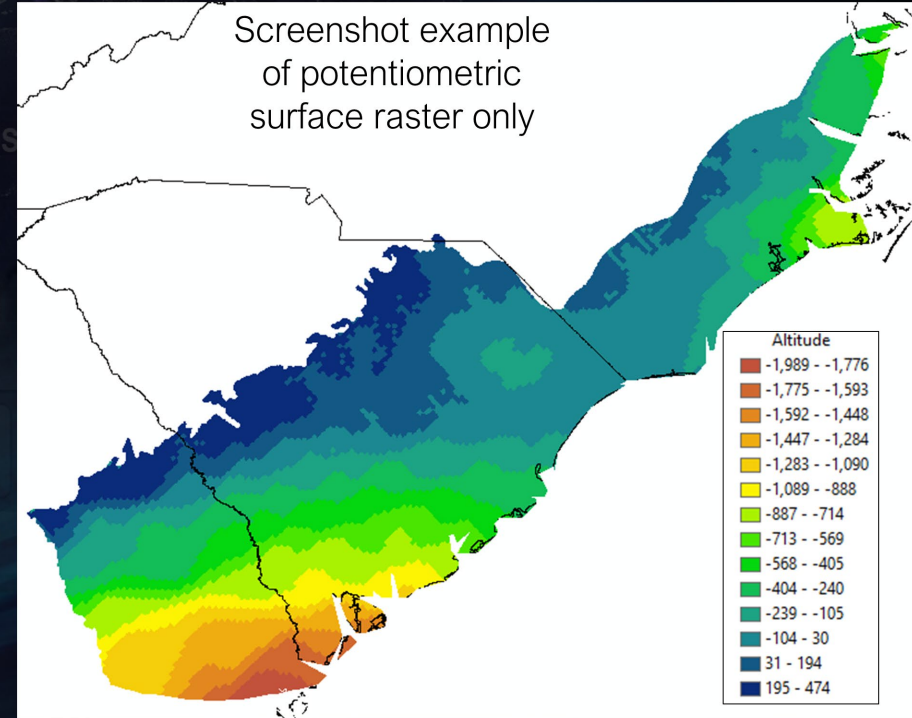 Screenshot example
of potentiometric
surface raster only
Altitude
-1,989 - -1,776
-1,775 - -1,593
-1,592 - -1,448
-1,447 - -1,284
-1,283 - -1,090
-1,089 - -888
-887 - -714
-713 - -569
-568 - -405
-404 - -240
-239 - -105
-104 - 30
31 - 194
195 - 474